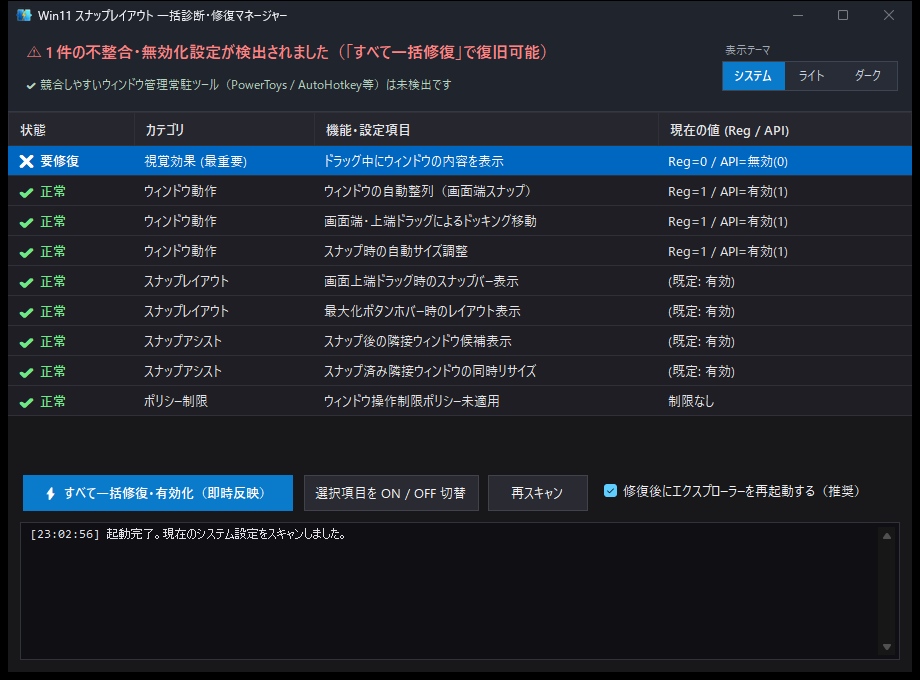 Win11 スナップレイアウト 一括診断・修復マネージャー
⚠ 1 件の不整合・無効化設定が検出されました（「すべて一括修復」で復旧可能）
表示テーマ
✔ 競合しやすいウィンドウ管理常駐ツール（PowerToys / AutoHotkey等）は未検出です
システム ライト ダーク
状態 カテゴリ 機能・設定項目 現在の値 (Reg / API)
✖ 要修復 視覚効果 (最重要) ドラッグ中にウィンドウの内容を表示 Reg=0 / API=無効(0)
✔ 正常 ウィンドウ動作 ウィンドウの自動整列（画面端スナップ） Reg=1 / API=有効(1)
✔ 正常 ウィンドウ動作 画面端・上端ドラッグによるドッキング移動 Reg=1 / API=有効(1)
✔ 正常 ウィンドウ動作 スナップ時の自動サイズ調整 Reg=1 / API=有効(1)
✔ 正常 スナップレイアウト 画面上端ドラッグ時のスナップバー表示 (既定: 有効)
✔ 正常 スナップレイアウト 最大化ボタンホバー時のレイアウト表示 (既定: 有効)
✔ 正常 スナップアシスト スナップ後の隣接ウィンドウ候補表示 (既定: 有効)
✔ 正常 スナップアシスト スナップ済み隣接ウィンドウの同時リサイズ (既定: 有効)
✔ 正常 ポリシー制限 ウィンドウ操作制限ポリシー未適用 制限なし
すべて一括修復・有効化（即時反映） 選択項目を ON / OFF 切替 再スキャン 修復後にエクスプローラーを再起動する（推奨）
[23:02:56] 起動完了。現在のシステム設定をスキャンしました。